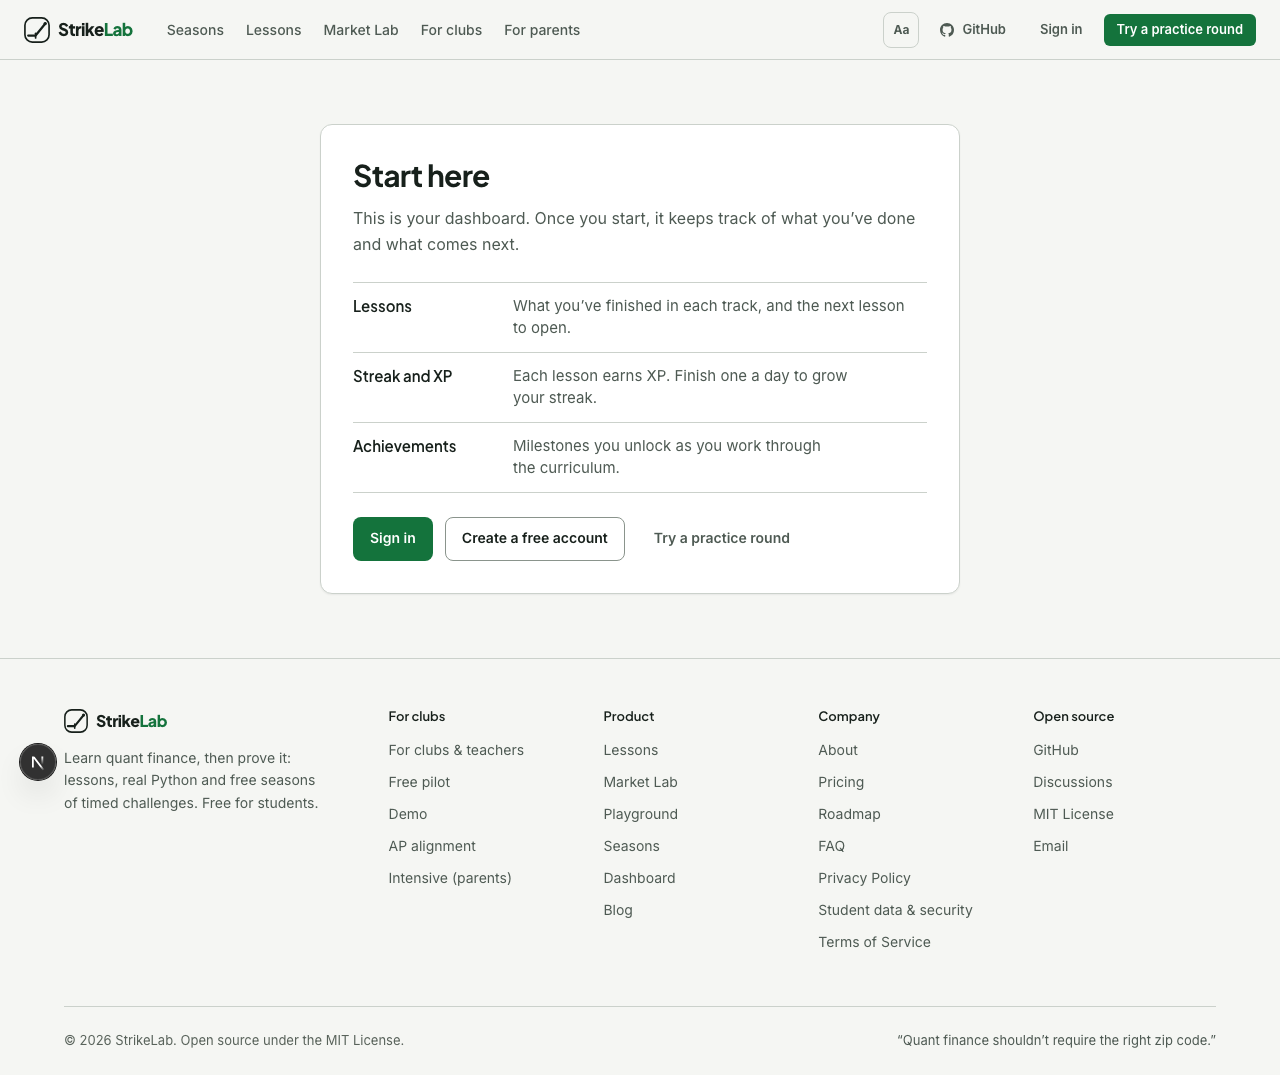 StrikeLab
Seasons
Lessons
Market Lab
For clubs
For parents
Aa
GitHub
Sign in
Try a practice round
Start here
This is your dashboard. Once you start, it keeps track of what you’ve done
and what comes next.
Lessons
What you’ve finished in each track, and the next lesson
to open.
Streak and XP
Each lesson earns XP. Finish one a day to grow
your streak.
Achievements
Milestones you unlock as you work through
the curriculum.
Sign in
Create a free account
Try a practice round
StrikeLab
Learn quant finance, then prove it:
lessons, real Python and free seasons
of timed challenges. Free for students.
N
For clubs
For clubs & teachers
Free pilot
Demo
AP alignment
Intensive (parents)
Product
Lessons
Market Lab
Playground
Seasons
Dashboard
Blog
Company
About
Pricing
Roadmap
FAQ
Privacy Policy
Student data & security
Terms of Service
Open source
GitHub
Discussions
MIT License
Email
© 2026 StrikeLab. Open source under the MIT License.
“Quant finance shouldn’t require the right zip code.”